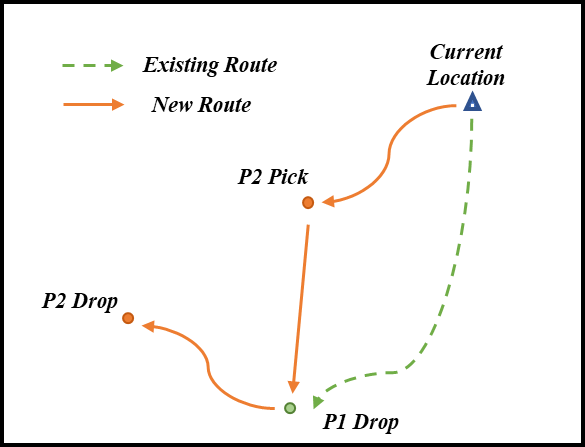 Existing Route
New Route
Current
Location
P2 Pick
P2 Drop
P1 Drop